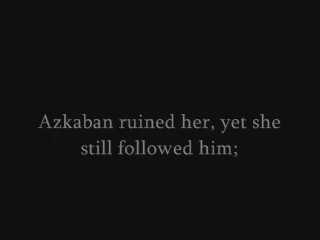 Azkaban ruined her, yet she
still followed him;